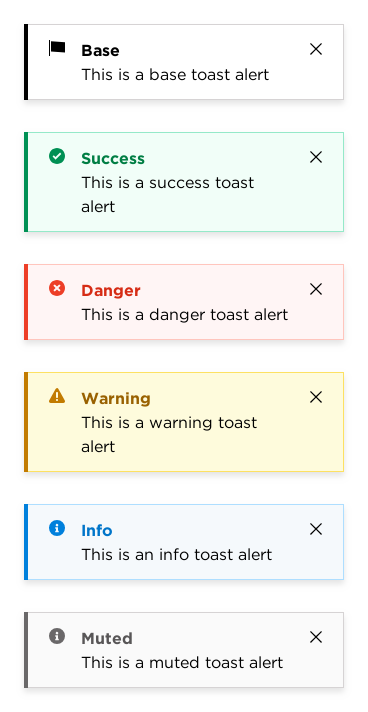 Base
This is a base toast alert
Success
This is a success toast
alert
Danger
This is a danger toast alert
Warning
This is a warning toast
alert
Info
This is an info toast alert
Muted
This is a muted toast alert